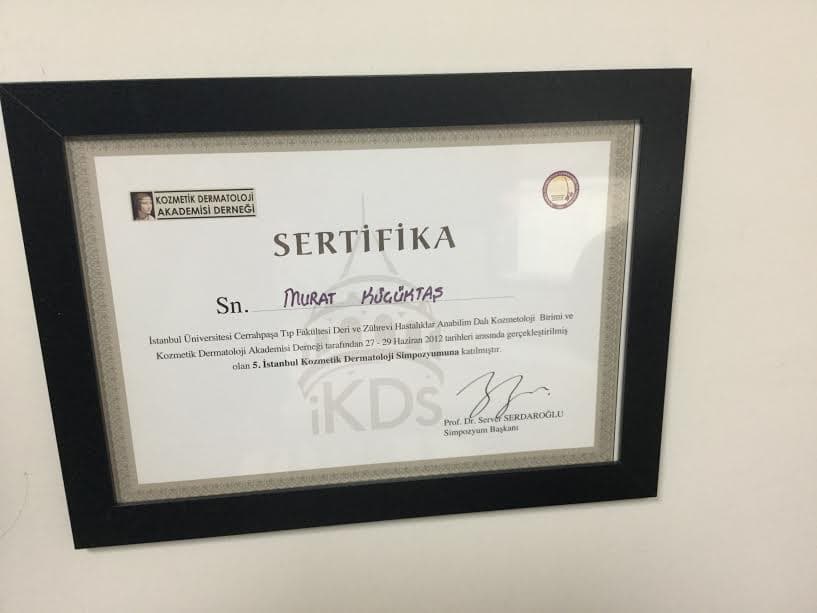 KOZMETİK DERMATOLOJİ
AKADEMİSİ DERNEĞİ
SERTİFİKA
Sn. MURAT KÜÇÜKTAŞ
İstanbul Üniversitesi Cerrahpaşa Tıp Fakültesi Deri ve Zührevi Hastalıklar Anabilim Dalı Kozmetoloji Birimi ve
Kozmetik Dermatoloji Akademisi Derneği tarafından 27 - 29 Haziran 2012 tarihleri arasında gerçekleştirilmiş
olan 5. İstanbul Kozmetik Dermatoloji Simpozyumuna katılmıştır.
iKDS
Prof. Dr. Server SERDAROĞLU
Simpozyum Başkanı